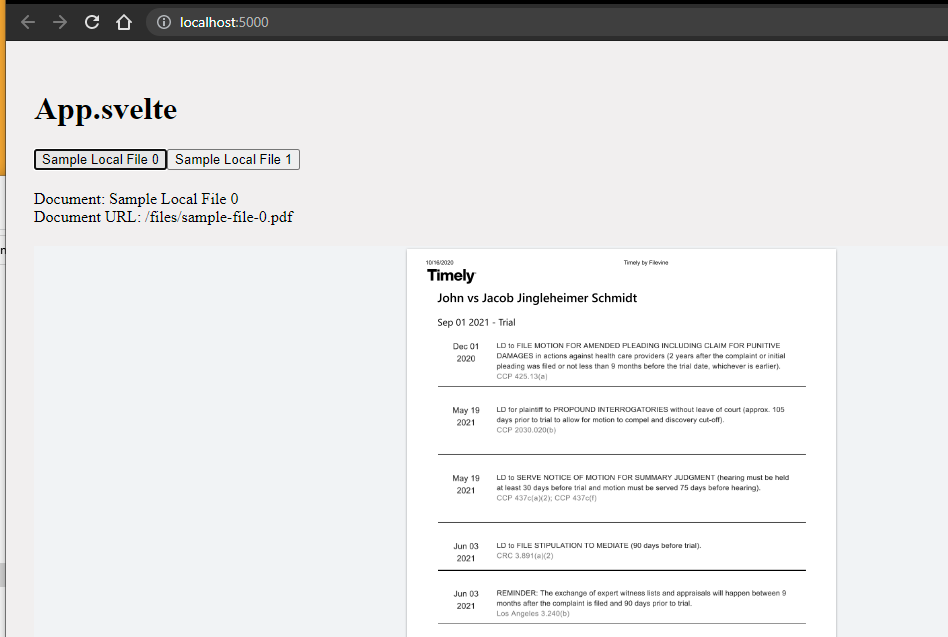 localhost:5000
App.svelte
Sample Local File 0 Sample Local File 1
Document: Sample Local File 0
Document URL: /files/sample-file-0.pdf
10/16/2020 Timely by Filevine
Timely
John vs Jacob Jingleheimer Schmidt
Sep 01 2021 - Trial
Dec 01
2020
LD to FILE MOTION FOR AMENDED PLEADING INCLUDING CLAIM FOR PUNITIVE
DAMAGES in actions against health care providers (2 years after the complaint or initial
pleading was filed or not less than 9 months before the trial date, whichever is earlier).
CCP 425.13(a)
May 19
2021
LD for plaintiff to PROPOUND INTERROGATORIES without leave of court (approx. 105
days prior to trial to allow for motion to compel and discovery cut-off).
CCP 2030.020(b)
May 19
2021
LD to SERVE NOTICE OF MOTION FOR SUMMARY JUDGMENT (hearing must be held
at least 30 days before trial and motion must be served 75 days before hearing).
CCP 437c(a)(2); CCP 437c(f)
Jun 03
2021
LD to FILE STIPULATION TO MEDIATE (90 days before trial).
CRC 3.891(a)(2)
Jun 03
2021
REMINDER: The exchange of expert witness lists and appraisals will happen between 9
months after the complaint is filed and 90 days prior to trial.
Los Angeles 3.240(b)